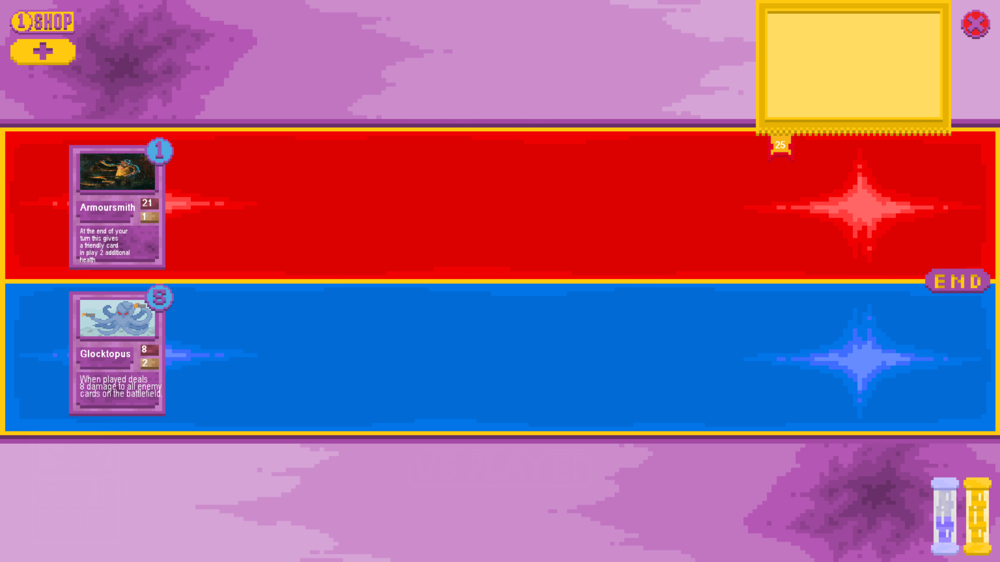 1 SHOP
25
1
Armoursmith
21
1
At the end of your
turn this gives
a friendly card
in play 2 additional
health
END
8
Glocktopus
8
2
When played deals
8 damage to all enemy
cards on the battlefield.